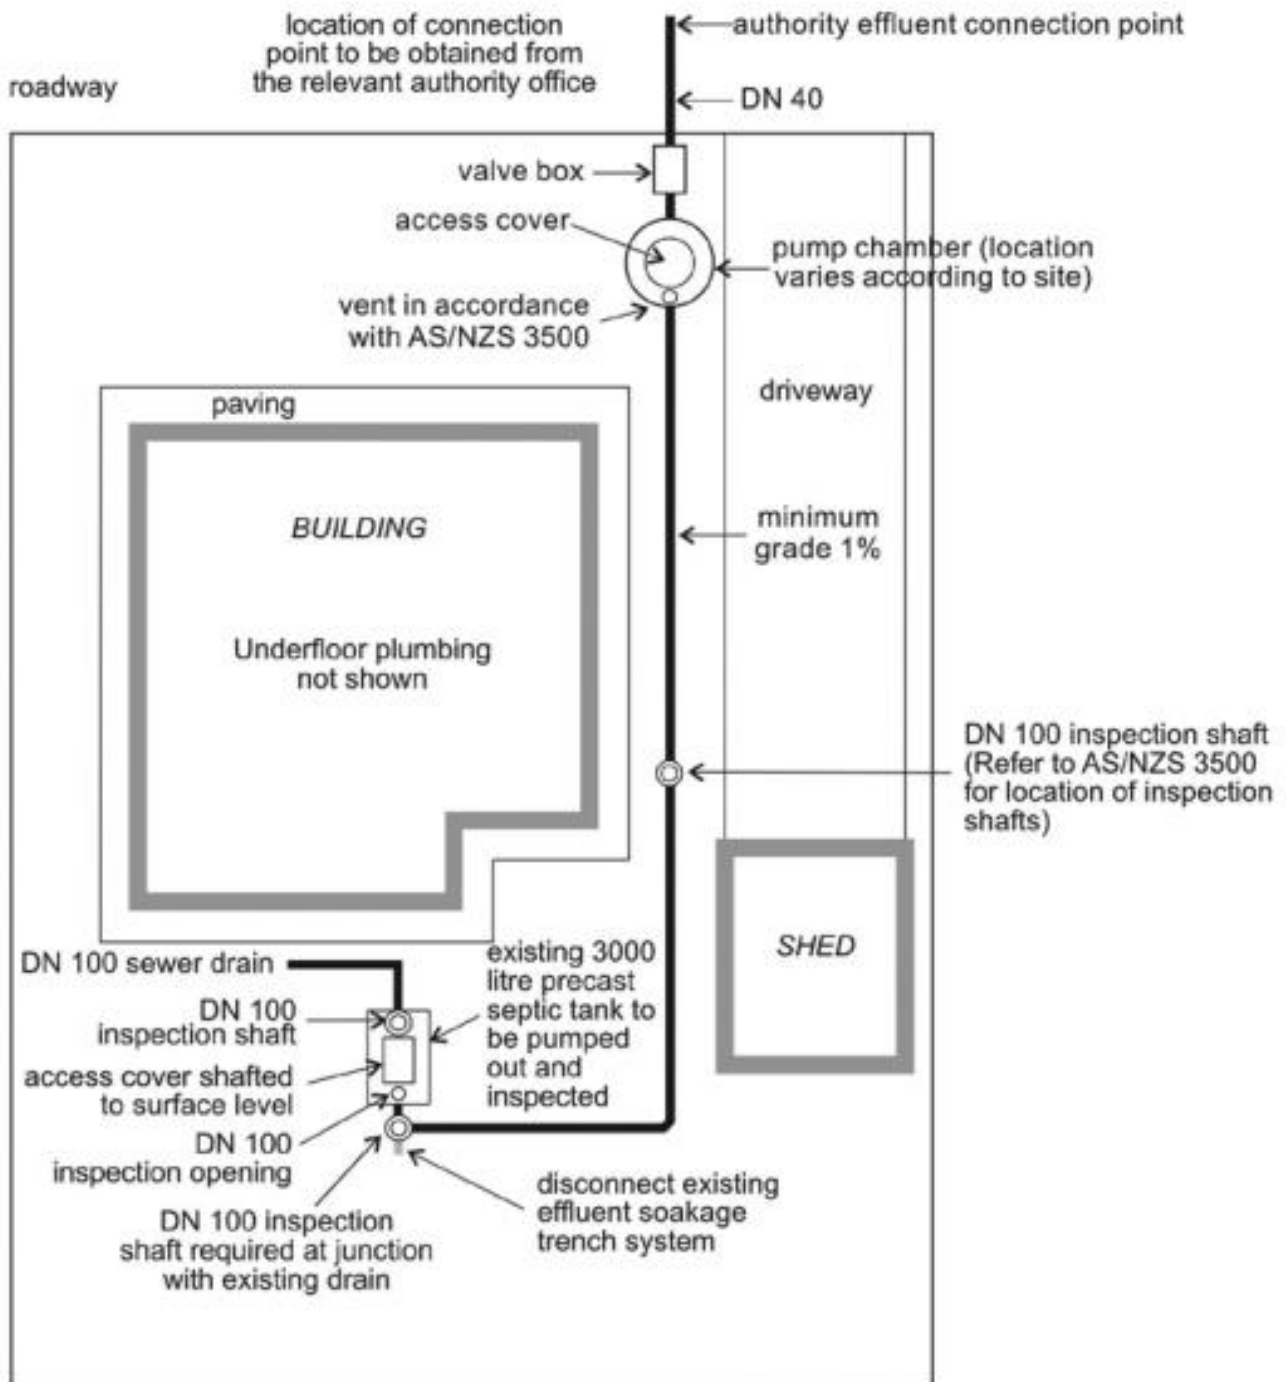 location of connection
point to be obtained from
the relevant authority office
authority effluent connection point
roadway
DN 40
valve box
access cover
pump chamber (location
varies according to site)
vent in accordance
with AS/NZS 3500
driveway
paving
BUILDING
minimum
grade 1%
Underfloor plumbing
not shown
DN 100 inspection shaft
(Refer to AS/NZS 3500
for location of inspection
shafts)
SHED
DN 100 sewer drain
existing 3000
litre precast
septic tank to
be pumped
out and
inspected
DN 100
inspection shaft
access cover shafted
to surface level
DN 100
inspection opening
DN 100 inspection
shaft required at junction
with existing drain
disconnect existing
effluent soakage
trench system